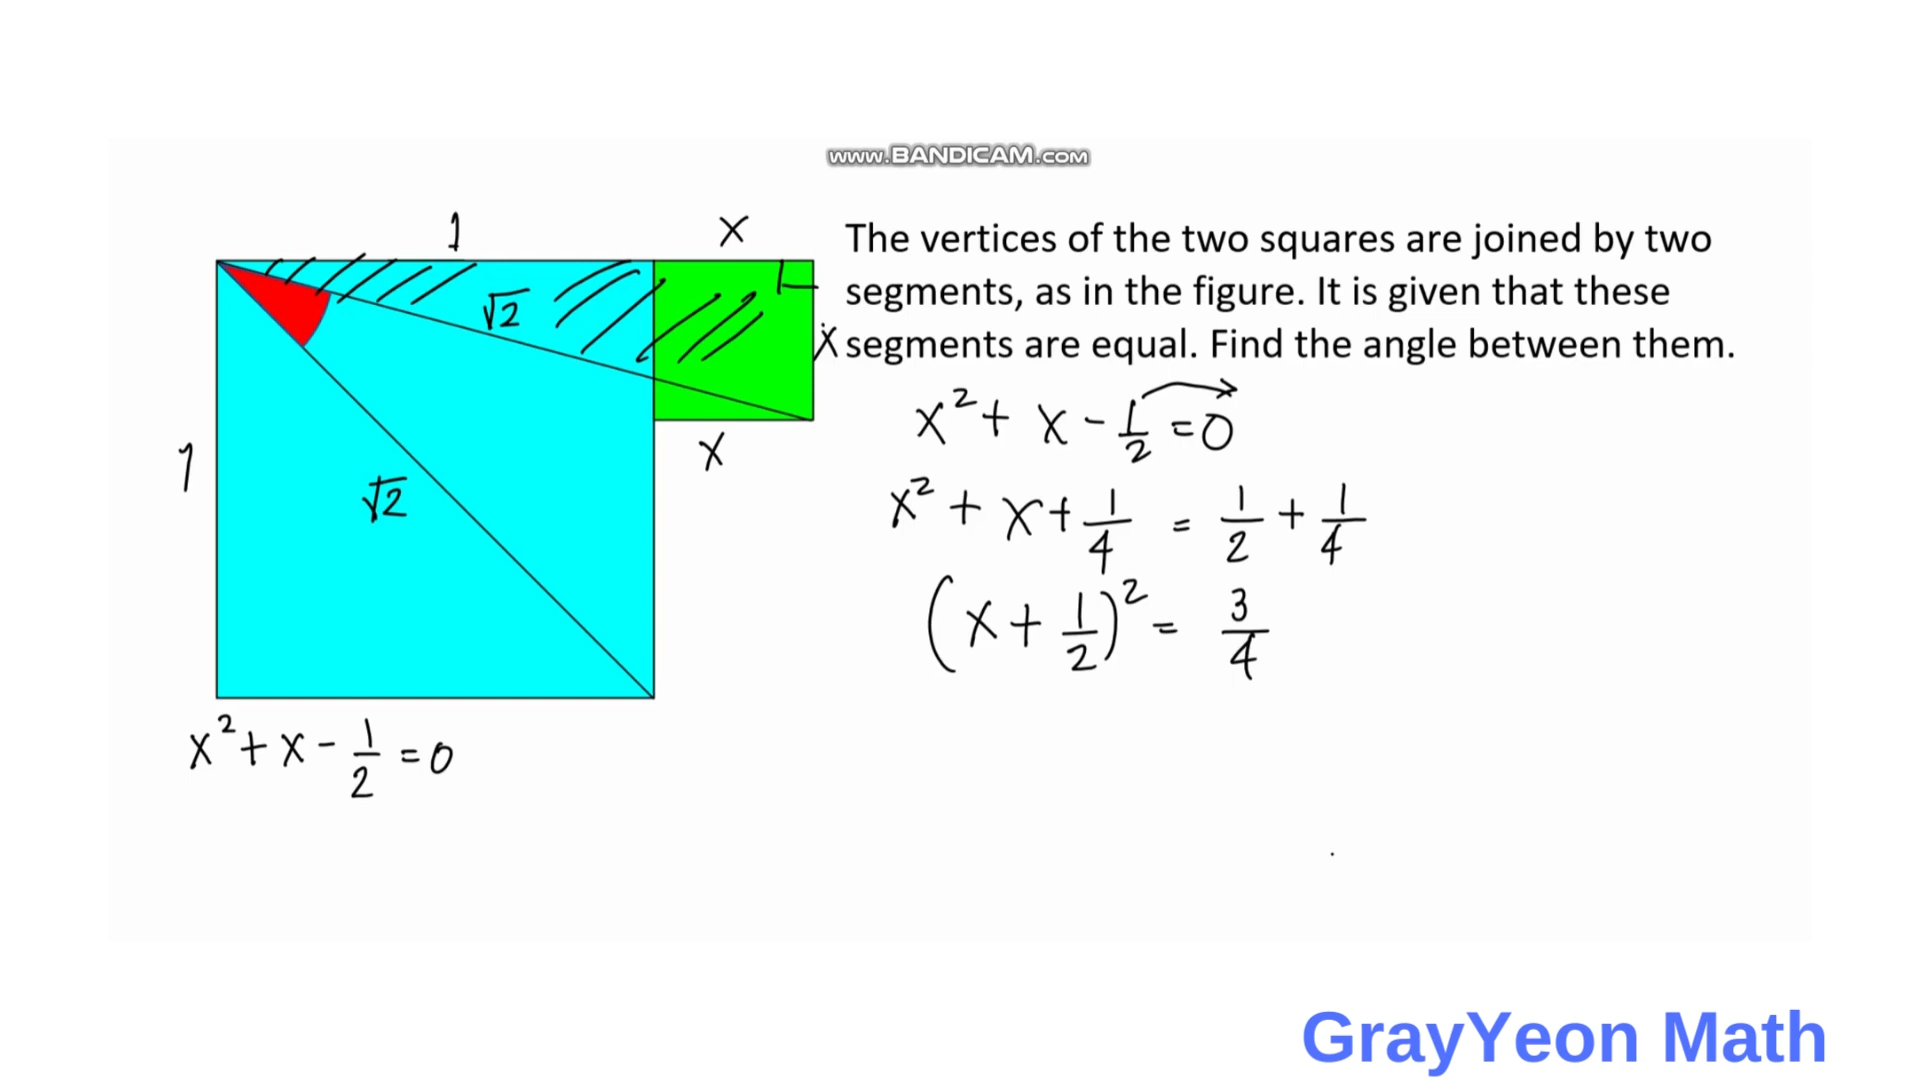 www.BANDICAM.com
1 x
The vertices of the two squares are joined by two
√2 segments, as in the figure. It is given that these
x segments are equal. Find the angle between them.
x² + x - 1/2 = 0
1 x
√2
x² + x + 1/4 = 1/2 + 1/4
(x + 1/2)² = 3/4
x² + x - 1/2 = 0
GrayYeon Math